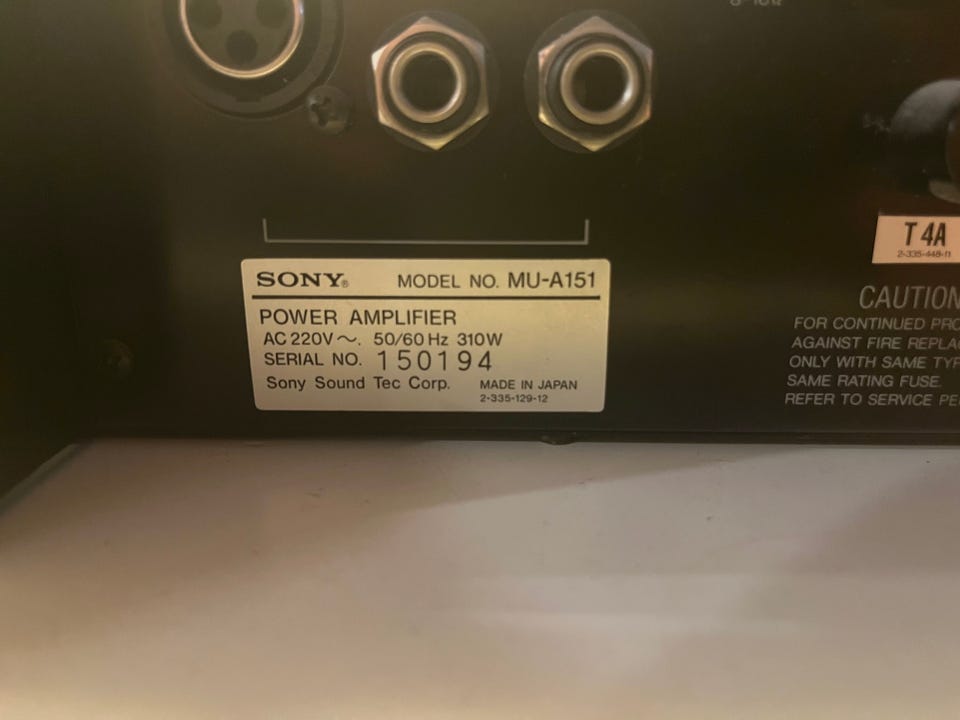 SONY® MODEL NO. MU-A151
POWER AMPLIFIER
AC 220V～. 50/60 Hz 310W
SERIAL NO. 150194
Sony Sound Tec Corp. MADE IN JAPAN
2-335-129-12
T 4A
2-335-448-11
CAUTION
FOR CONTINUED PRO
AGAINST FIRE REPLA
ONLY WITH SAME TYP
SAME RATING FUSE.
REFER TO SERVICE PE